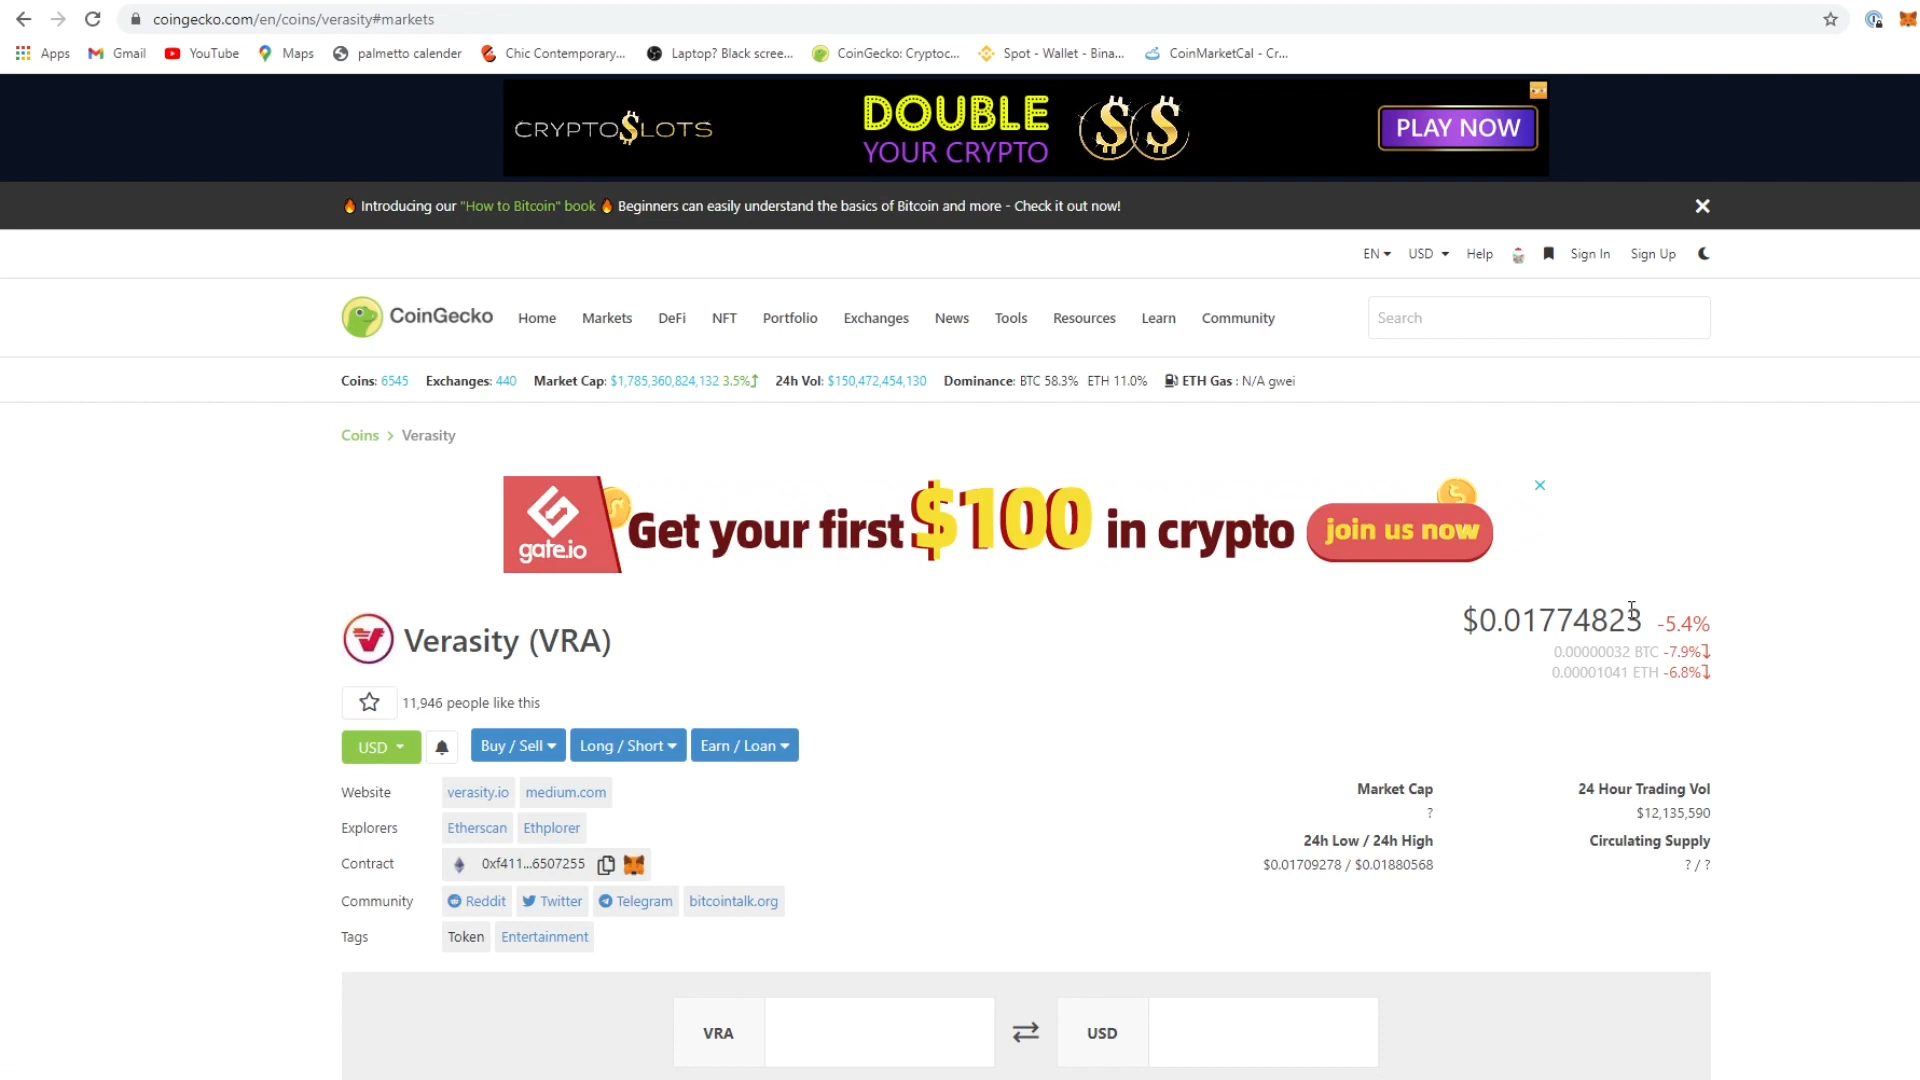 coingecko.com/en/coins/verasity#markets
Apps Gmail YouTube Maps palmetto calender Chic Contemporary... Laptop? Black scree... CoinGecko: Cryptoc... Spot - Wallet - Bina... CoinMarketCal - Cr...
CRYPTO$LOTS
DOUBLE
YOUR CRYPTO
$ $
PLAY NOW
Introducing our "How to Bitcoin" book Beginners can easily understand the basics of Bitcoin and more - Check it out now!
EN USD Help Sign In Sign Up
CoinGecko Home Markets DeFi NFT Portfolio Exchanges News Tools Resources Learn Community Search
Coins: 6545 Exchanges: 440 Market Cap: $1,785,360,824,132 3.5% 24h Vol: $150,472,454,130 Dominance: BTC 58.3% ETH 11.0% ETH Gas : N/A gwei
Coins > Verasity
gate.io
Get your first $100 in crypto
join us now
Verasity (VRA)
$0.01774823 -5.4%
0.00000032 BTC -7.9%
0.00001041 ETH -6.8%
11,946 people like this
USD Buy / Sell Long / Short Earn / Loan
Website verasity.io medium.com
Explorers Etherscan Ethplorer
Contract 0xf411...6507255
Community Reddit Twitter Telegram bitcointalk.org
Tags Token Entertainment
Market Cap 24 Hour Trading Vol
? $12,135,590
24h Low / 24h High Circulating Supply
$0.01709278 / $0.01880568 ? / ?
VRA USD